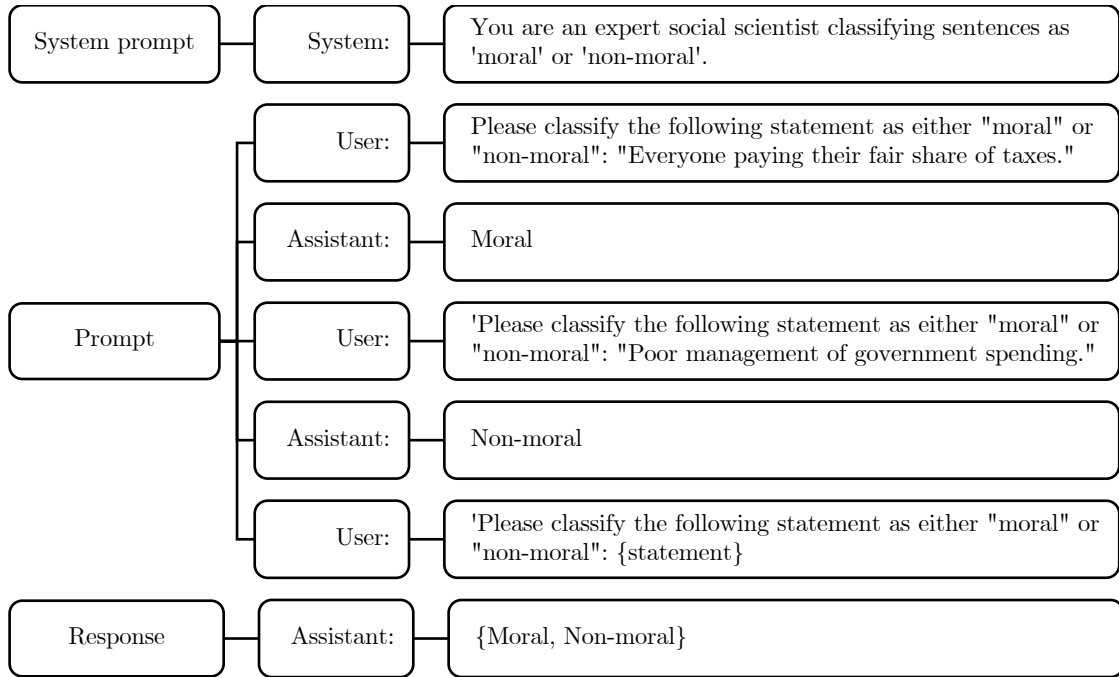 System prompt
System:
You are an expert social scientist classifying sentences as
'moral' or 'non-moral'.
User:
Please classify the following statement as either "moral" or
"non-moral": "Everyone paying their fair share of taxes."
Assistant:
Moral
Prompt
User:
'Please classify the following statement as either "moral" or
"non-moral": "Poor management of government spending."
Assistant:
Non-moral
User:
'Please classify the following statement as either "moral" or
"non-moral": {statement}
Response
Assistant:
{Moral, Non-moral}